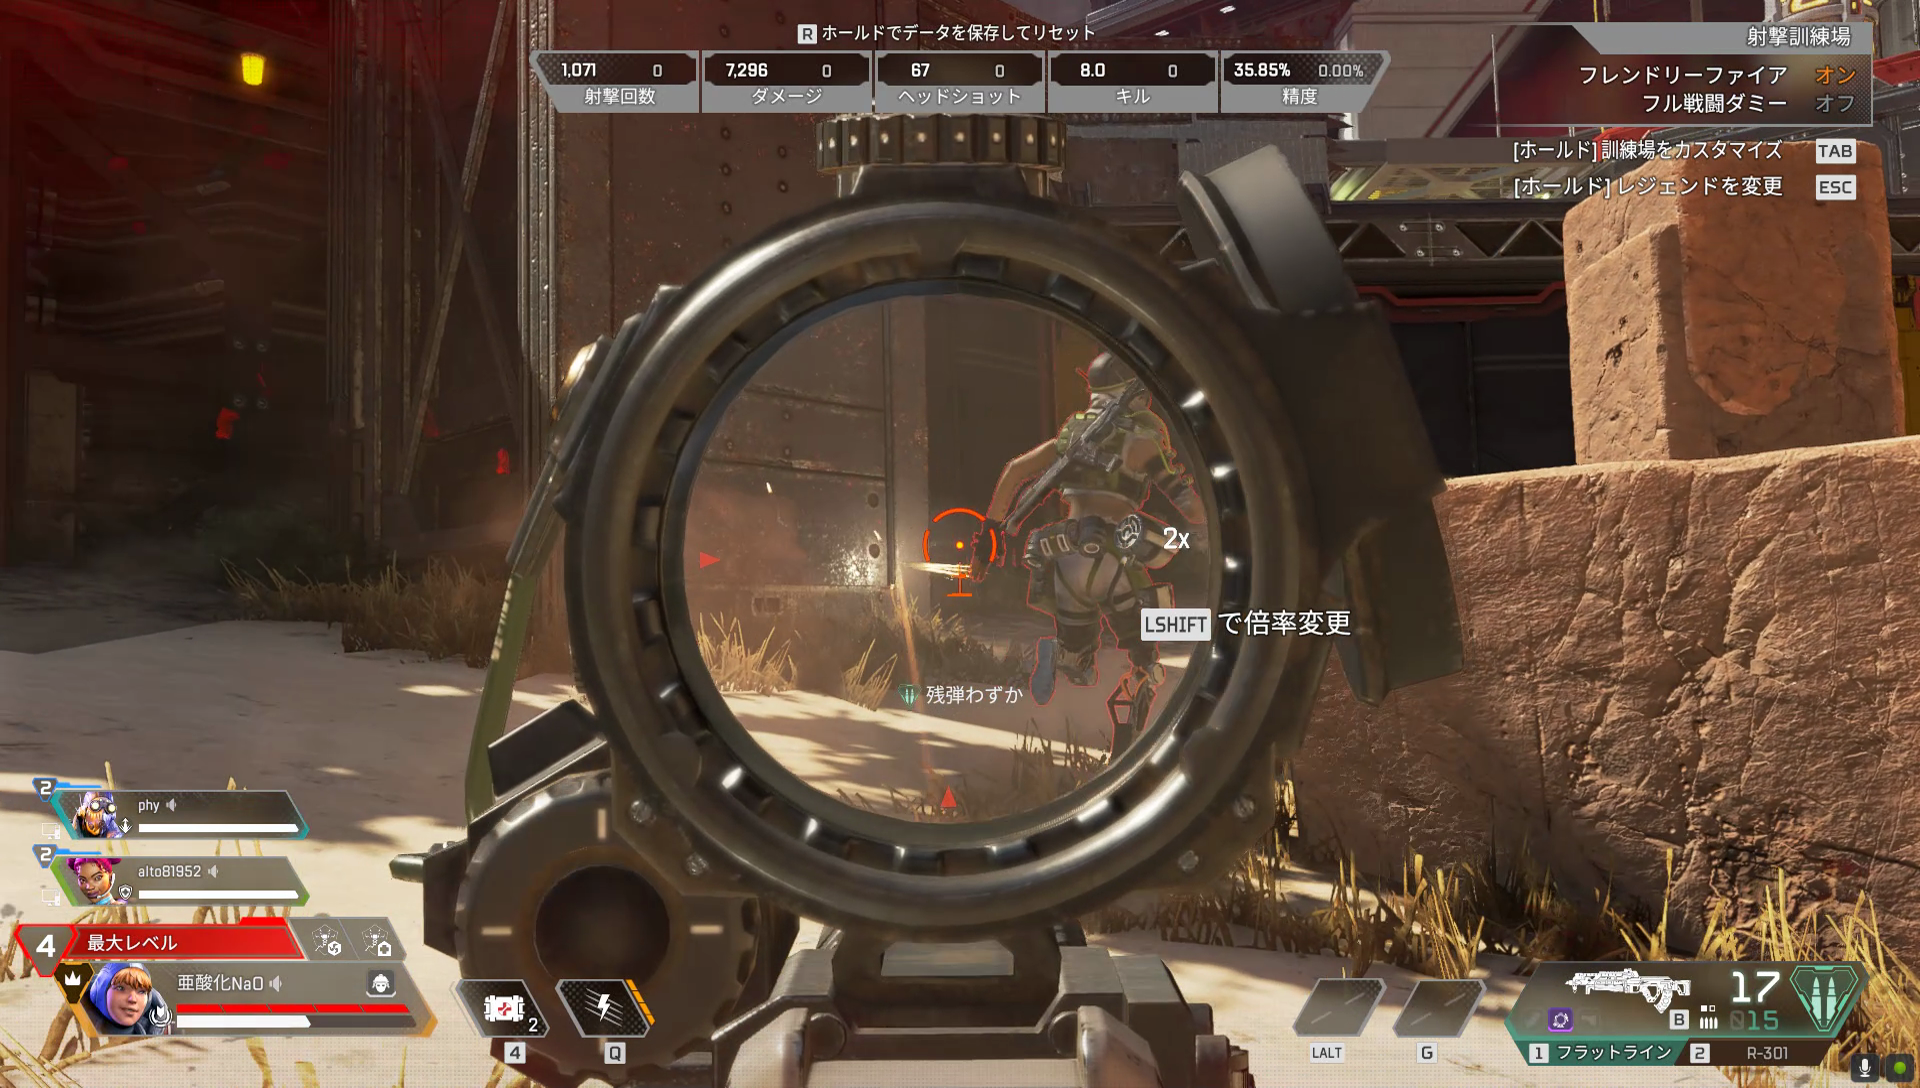 R ホールドでデータを保存してリセット
1,071 0
射撃回数
7,296 0
ダメージ
67 0
ヘッドショット
8.0 0
キル
35.85% 0.00%
精度
射撃訓練場
フレンドリーファイア オン
フル戦闘ダミー オフ
[ホールド]訓練場をカスタマイズ TAB
[ホールド]レジェンドを変更 ESC
2x
LSHIFT で倍率変更
残弾わずか
2
phy
2
alto81952
4 最大レベル
亜酸化NaO
2
4
Q
LALT
G
17
B 015
1 フラットライン 2 R-301